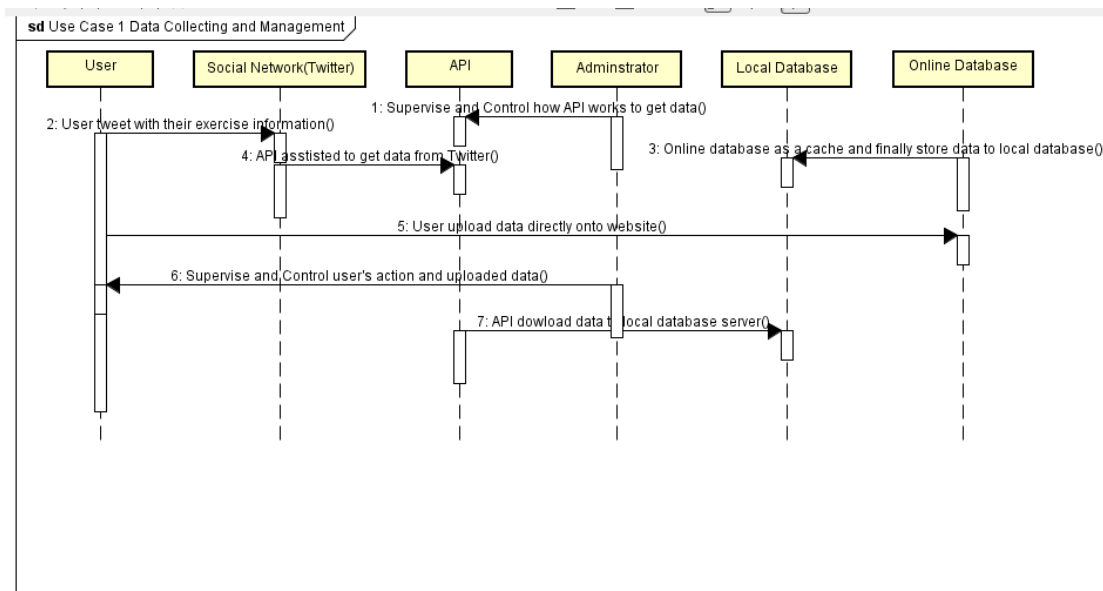 sd Use Case 1 Data Collecting and Management
User
Social Network(Twitter)
API
Adminstrator
Local Database
Online Database
1: Supervise and Control how API works to get data()
2: User tweet with their exercise information()
3: Online database as a cache and finally store data to local database()
4: API asstisted to get data from Twitter()
5: User upload data directly onto website()
6: Supervise and Control user's action and uploaded data()
7: API dowload data to local database server()